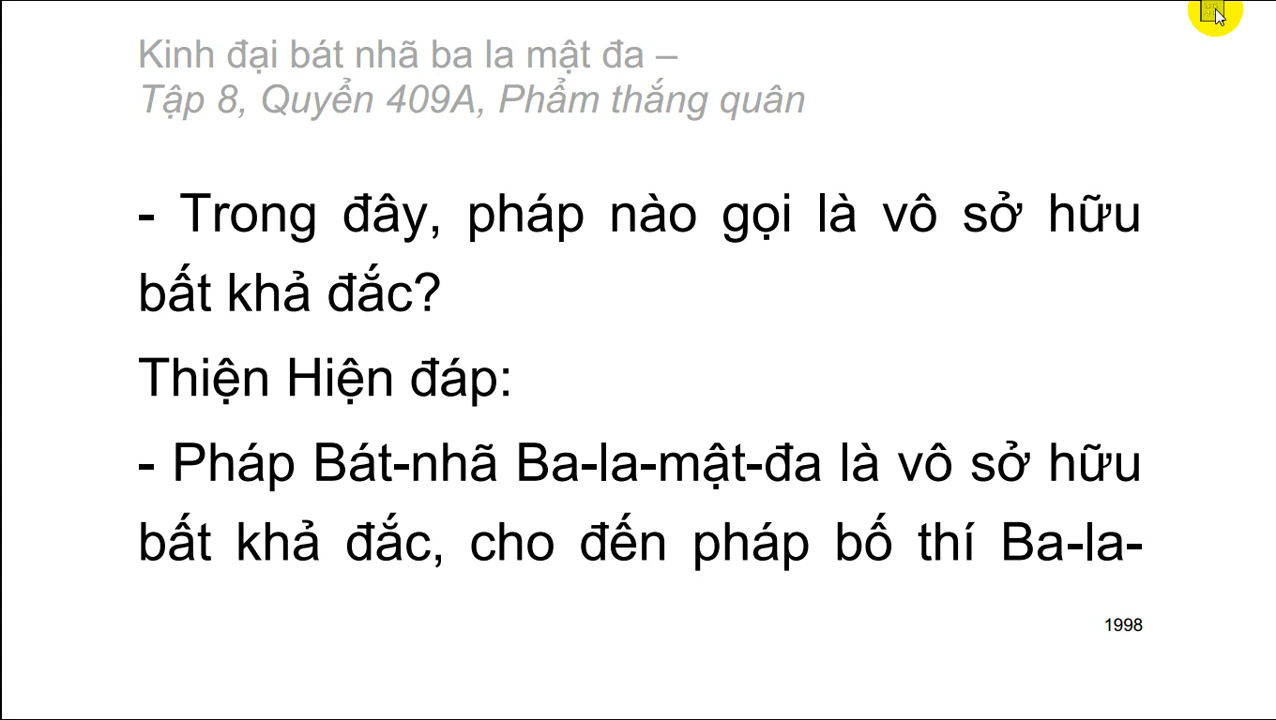 Kinh đại bát nhã ba la mật đa –
Tập 8, Quyển 409A, Phẩm thắng quân
- Trong đây, pháp nào gọi là vô sở hữu
bất khả đắc?
Thiện Hiện đáp:
- Pháp Bát-nhã Ba-la-mật-đa là vô sở hữu
bất khả đắc, cho đến pháp bố thí Ba-la-
1998